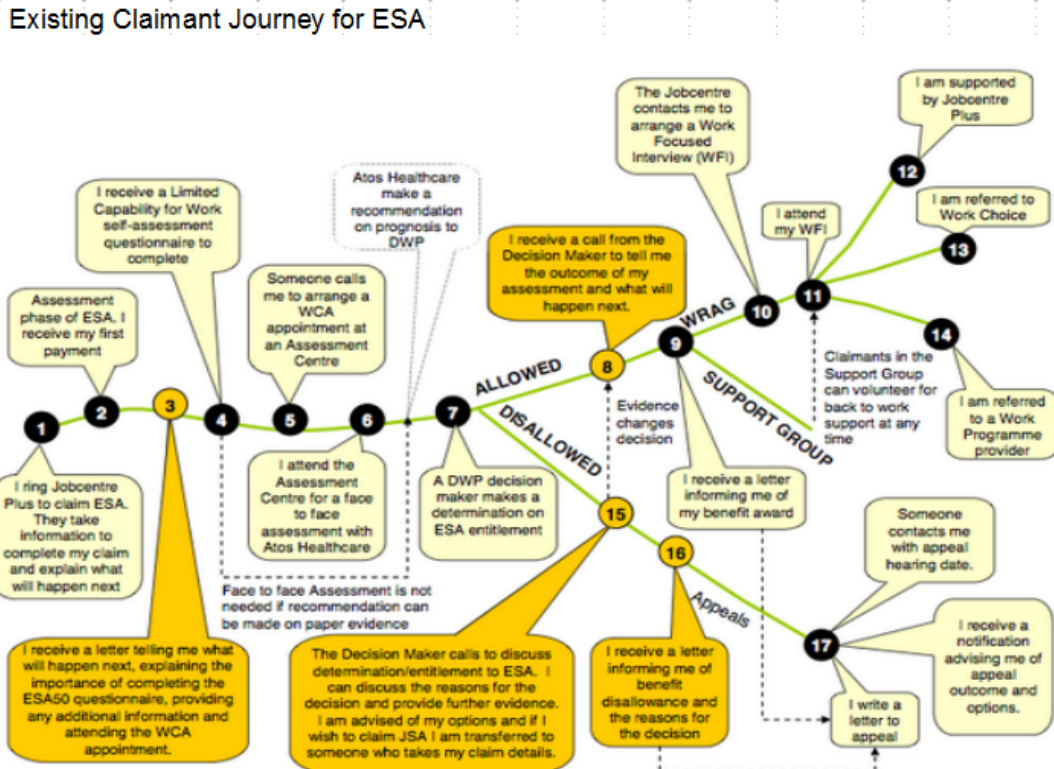 Existing Claimant Journey for ESA
I am supported
by Jobcentre
Plus
The Jobcentre
contacts me to
arrange a Work
Focused
Interview (WFI)
Atos Healthcare
make a
recommendation
on prognosis to
DWP
I receive a Limited
Capability for Work
self-assessment
questionnaire to
complete
12
I am referred to
Work Choice
I attend
my WFI
I receive a call from the
Decision Maker to tell me
the outcome of my
assessment and what will
happen next.
13
Someone calls
me to arrange a
WCA
appointment at
an Assessment
Centre
Assessment
phase of ESA. I
receive my first
payment
11
10
WRAG
14
9
8
Claimants in the
Support Group
can volunteer for
back to work
support at any
time
ALLOWED
SUPPORT GROUP
1
2
3
4
5
6
7
DISALLOWED
Evidence
changes
decision
I am referred
to a Work
Programme
provider
I attend the
Assessment
Centre for a face
to face
assessment with
Atos Healthcare
A DWP decision
maker makes a
determination on
ESA entitlement
I receive a letter
informing me of
my benefit award
I ring Jobcentre
Plus to claim ESA.
They take
information to
complete my claim
and explain what
will happen next
15
Someone
contacts me
with appeal
hearing date.
16
Face to face Assessment is not
needed if recommendation can
be made on paper evidence
Appeals
17
I receive a
notification
advising me of
appeal
outcome and
options.
I receive a letter telling me what
will happen next, explaining the
importance of completing the
ESA50 questionnaire, providing
any additional information and
attending the WCA
appointment.
The Decision Maker calls to discuss
determination/entitlement to ESA. I
can discuss the reasons for the
decision and provide further evidence.
I am advised of my options and if I
wish to claim JSA I am transferred to
someone who takes my claim details.
I receive a letter
informing me of
benefit
disallowance and
the reasons for
the decision
I write a
letter to
appeal